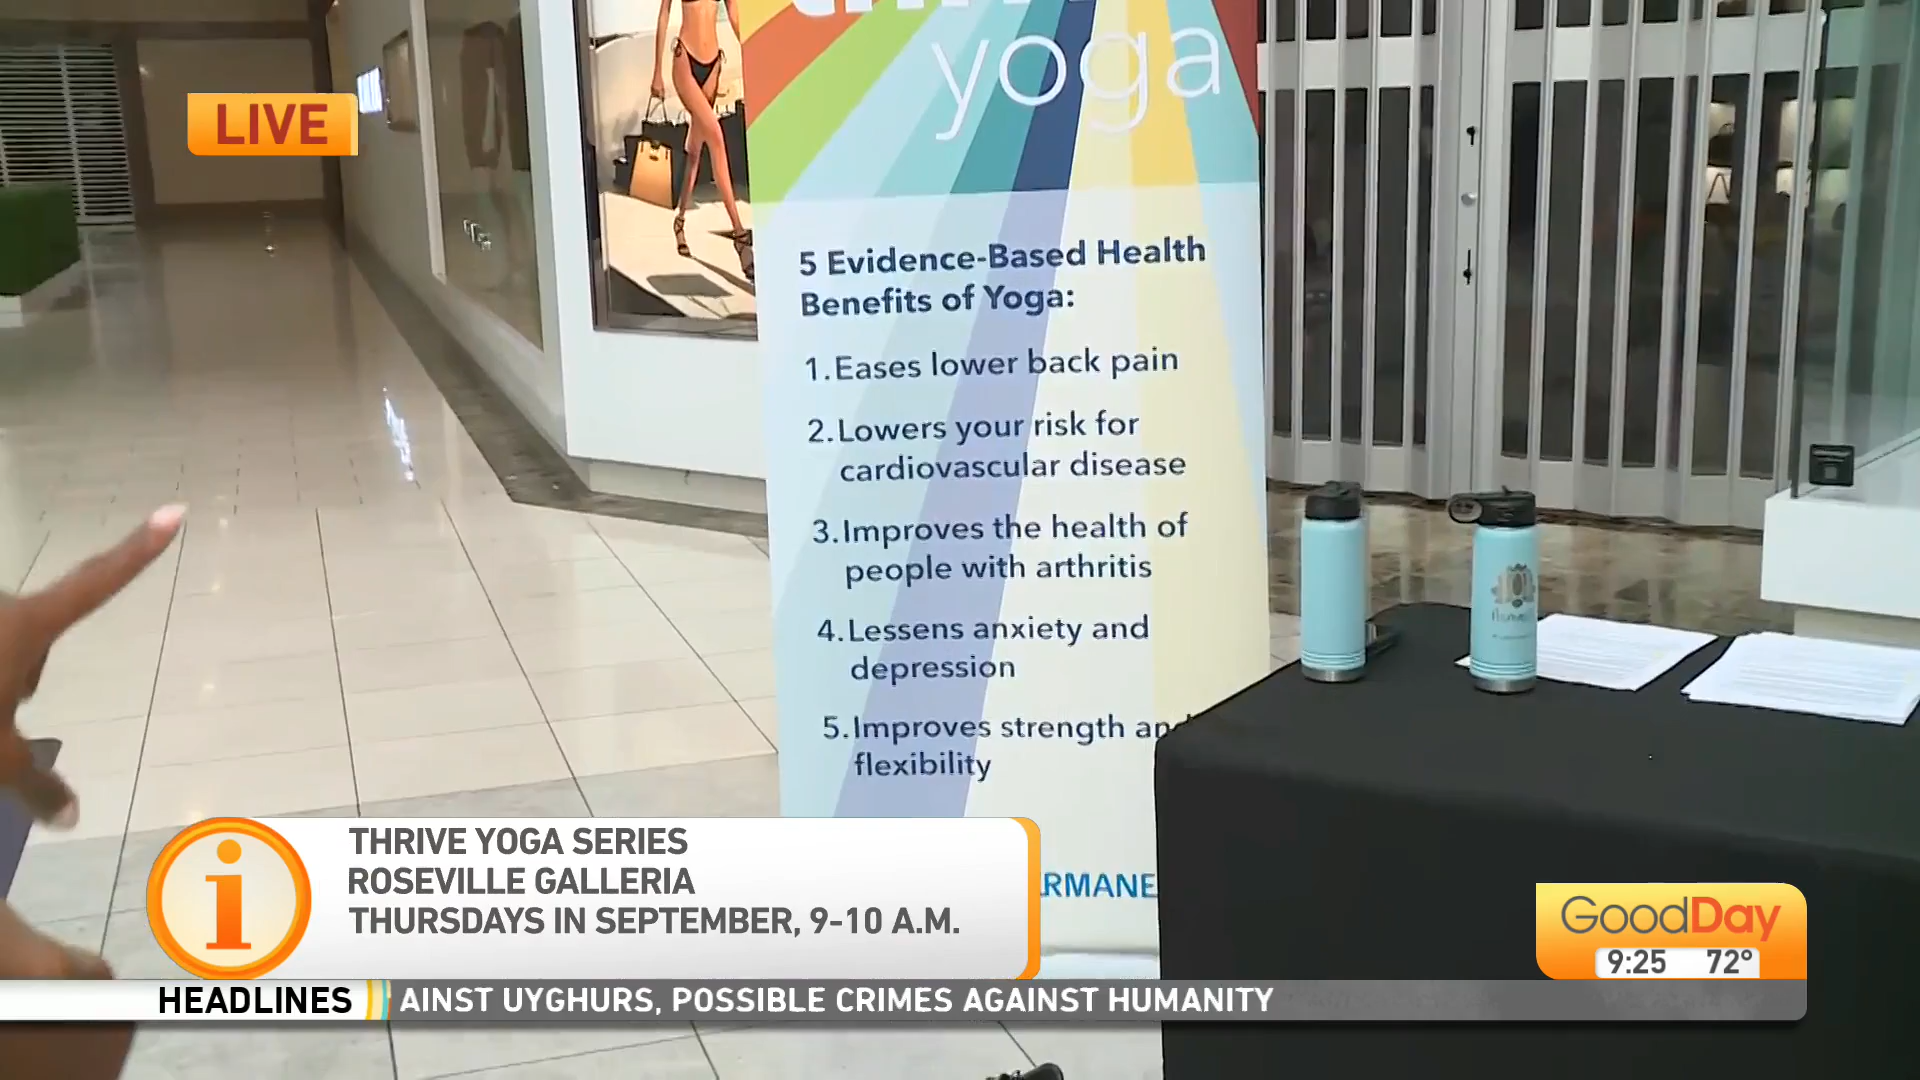 yoga
LIVE
5 Evidence-Based Health
Benefits of Yoga:
1. Eases lower back pain
2. Lowers your risk for
cardiovascular disease
3. Improves the health of
people with arthritis
4. Lessens anxiety and
depression
5. Improves strength and
flexibility
RMANE
THRIVE YOGA SERIES
ROSEVILLE GALLERIA
THURSDAYS IN SEPTEMBER, 9-10 A.M.
GoodDay
9:25 72°
HEADLINES AINST UYGHURS, POSSIBLE CRIMES AGAINST HUMANITY